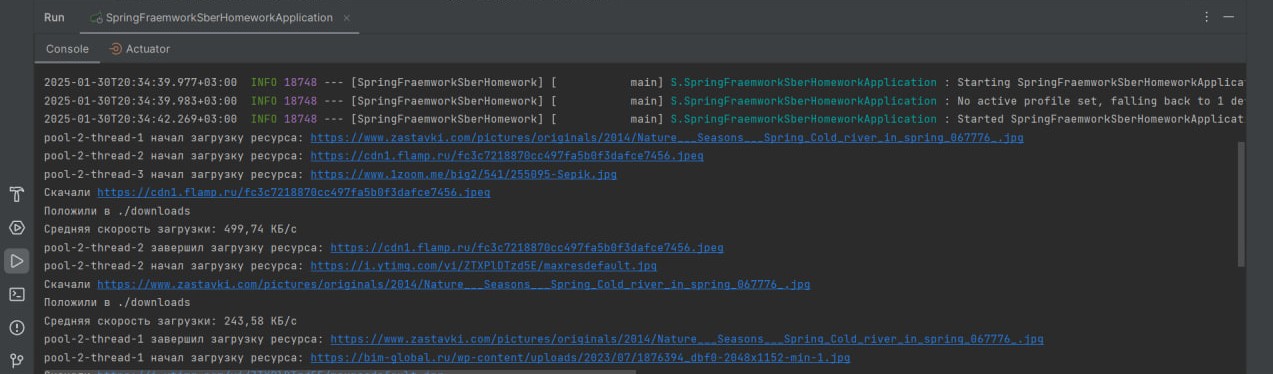 Run SpringFraemworkSberHomeworkApplication
Console Actuator
2025-01-30T20:34:39.977+03:00 INFO 18748 --- [SpringFraemworkSberHomework] [ main] S.SpringFraemworkSberHomeworkApplication : Starting SpringFraemworkSberHomeworkApplicat
2025-01-30T20:34:39.983+03:00 INFO 18748 --- [SpringFraemworkSberHomework] [ main] S.SpringFraemworkSberHomeworkApplication : No active profile set, falling back to 1 de
2025-01-30T20:34:42.269+03:00 INFO 18748 --- [SpringFraemworkSberHomework] [ main] S.SpringFraemworkSberHomeworkApplication : Started SpringFraemworkSberHomeworkApplicat
pool-2-thread-1 начал загрузку ресурса: https://www.zastavki.com/pictures/originals/2014/Nature___Seasons___Spring_Cold_river_in_spring_067776_.jpg
pool-2-thread-2 начал загрузку ресурса: https://cdn1.flamp.ru/fc3c7218870cc497fa5b0f3dafce7456.jpeg
pool-2-thread-3 начал загрузку ресурса: https://www.1zoom.me/big2/541/255095-Sepik.jpg
Скачали https://cdn1.flamp.ru/fc3c7218870cc497fa5b0f3dafce7456.jpeg
Положили в ./downloads
Средняя скорость загрузки: 499,74 КБ/с
pool-2-thread-2 завершил загрузку ресурса: https://cdn1.flamp.ru/fc3c7218870cc497fa5b0f3dafce7456.jpeg
pool-2-thread-2 начал загрузку ресурса: https://i.ytimg.com/vi/ZTXPlDTzd5E/maxresdefault.jpg
Скачали https://www.zastavki.com/pictures/originals/2014/Nature___Seasons___Spring_Cold_river_in_spring_067776_.jpg
Положили в ./downloads
Средняя скорость загрузки: 243,58 КБ/с
pool-2-thread-1 завершил загрузку ресурса: https://www.zastavki.com/pictures/originals/2014/Nature___Seasons___Spring_Cold_river_in_spring_067776_.jpg
pool-2-thread-1 начал загрузку ресурса: https://bim-global.ru/wp-content/uploads/2023/07/1876394_dbf0-2048x1152-min-1.jpg